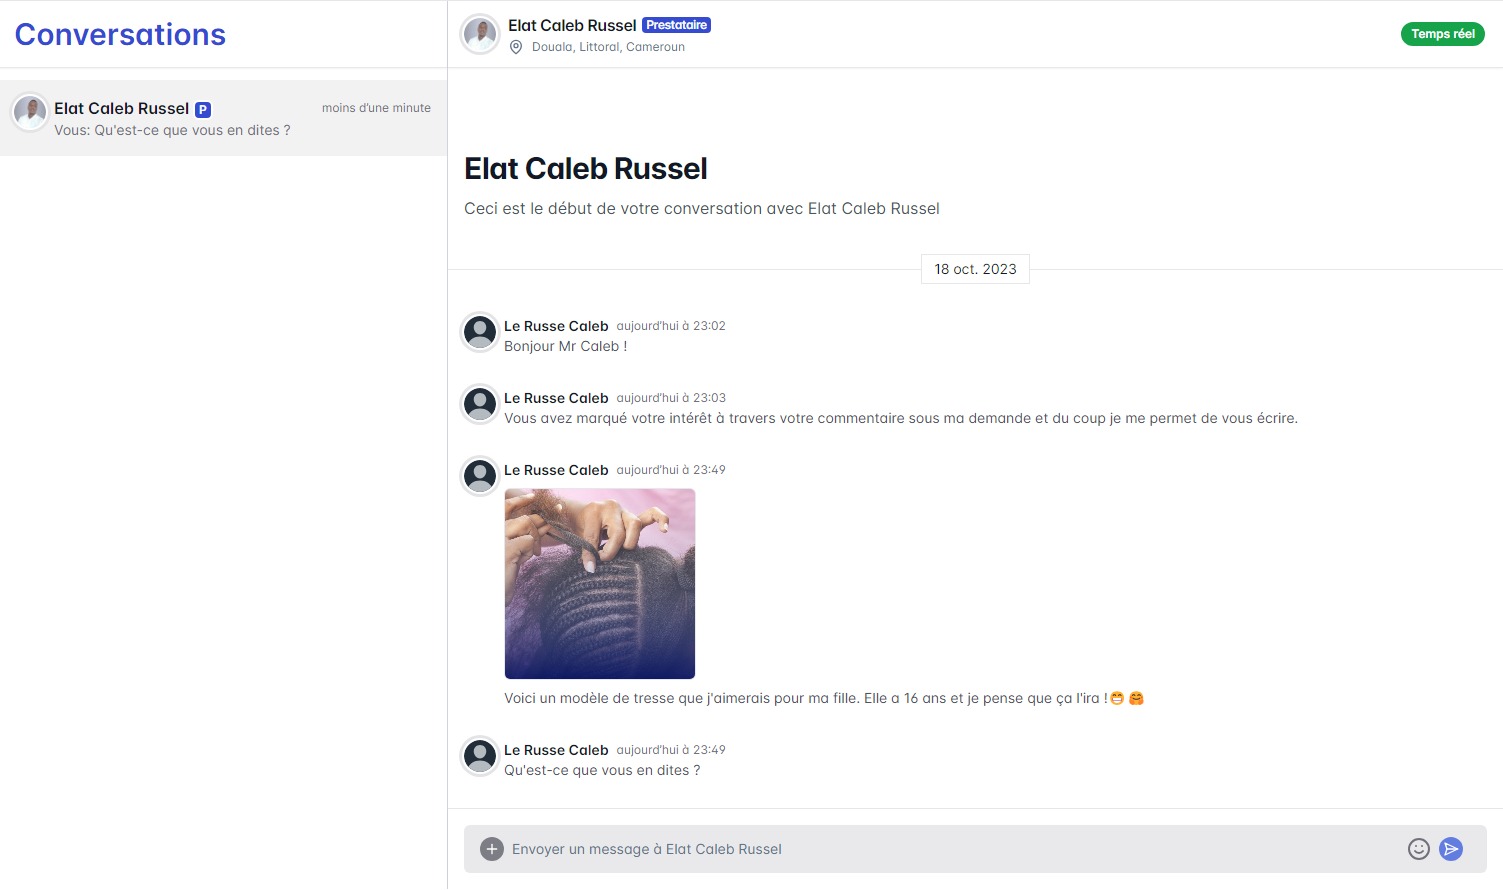 Conversations
Elat Caleb Russel P
moins d'une minute
Vous: Qu'est-ce que vous en dites ?
Elat Caleb Russel Prestataire
Douala, Littoral, Cameroun
Temps réel
Elat Caleb Russel
Ceci est le début de votre conversation avec Elat Caleb Russel
18 oct. 2023
Le Russe Caleb aujourd'hui à 23:02
Bonjour Mr Caleb !
Le Russe Caleb aujourd'hui à 23:03
Vous avez marqué votre intérêt à travers votre commentaire sous ma demande et du coup je me permet de vous écrire.
Le Russe Caleb aujourd'hui à 23:49
Voici un modèle de tresse que j'aimerais pour ma fille. Elle a 16 ans et je pense que ça l'ira !😁 🤗
Le Russe Caleb aujourd'hui à 23:49
Qu'est-ce que vous en dites ?
Envoyer un message à Elat Caleb Russel